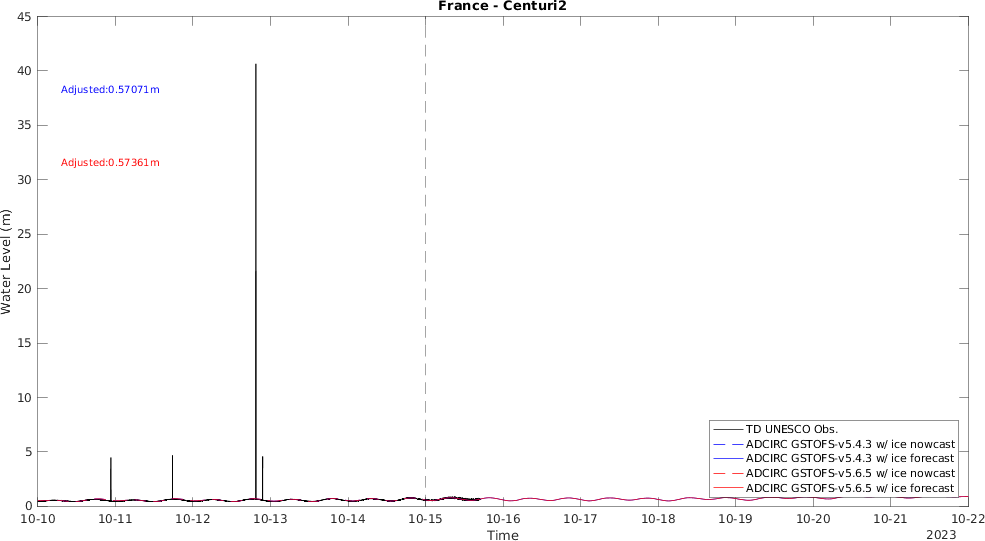 France - Centuri2
45
40
35
30
25
20
15
10
5
0
Water Level (m)
Adjusted:0.57071m
Adjusted:0.57361m
TD UNESCO Obs.
ADCIRC GSTOFS-v5.4.3 w/ ice nowcast
ADCIRC GSTOFS-v5.4.3 w/ ice forecast
ADCIRC GSTOFS-v5.6.5 w/ ice nowcast
ADCIRC GSTOFS-v5.6.5 w/ ice forecast
10-10 10-11 10-12 10-13 10-14 10-15 10-16 10-17 10-18 10-19 10-20 10-21 10-22
Time
2023